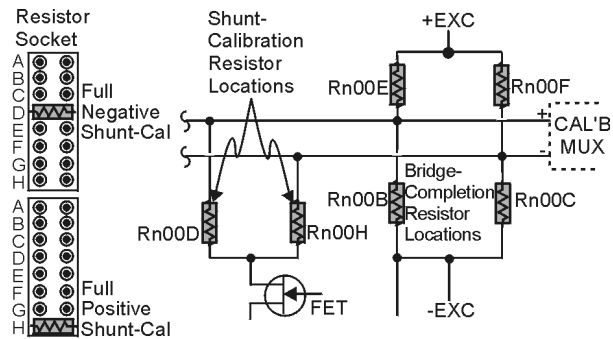 Resistor
Socket
A
B
C
D
E
F
G
H
Full
Negative
Shunt-Cal
A
B
C
D
E
F
G
H
Full
Positive
Shunt-Cal
Shunt-
Calibration
Resistor
Locations
+EXC
Rn00E
Rn00F
+
-
CAL'B
MUX
Rn00D
Rn00H
Rn00B
Bridge-
Completion
Resistor
Locations
Rn00C
FET
-EXC